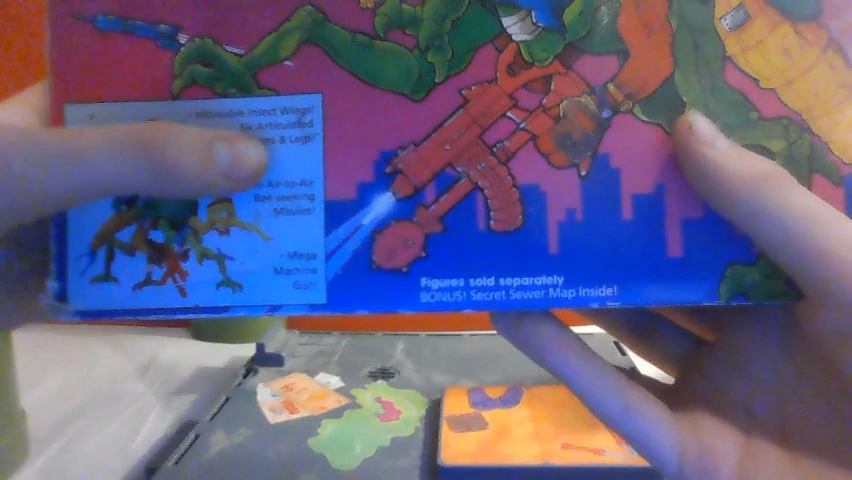 • Moveable Insect Wings!
Six Articulated
& Legs!
Air-to-Air
Bee-seeking
Missiles!
• Mega
Machine
Gun!
Figures sold separately
BONUS! Secret Sewer Map Inside!